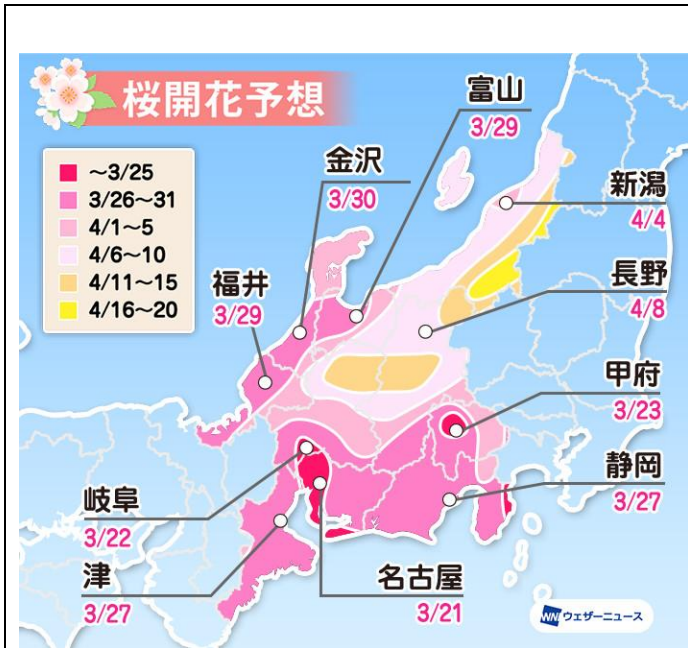 桜開花予想
～3/25
3/26～31
4/1～5
4/6～10
4/11～15
4/16～20
富山
3/29
金沢
3/30
新潟
4/4
福井
3/29
長野
4/8
甲府
3/23
静岡
3/27
岐阜
3/22
津
3/27
名古屋
3/21
WNI ウェザーニュース